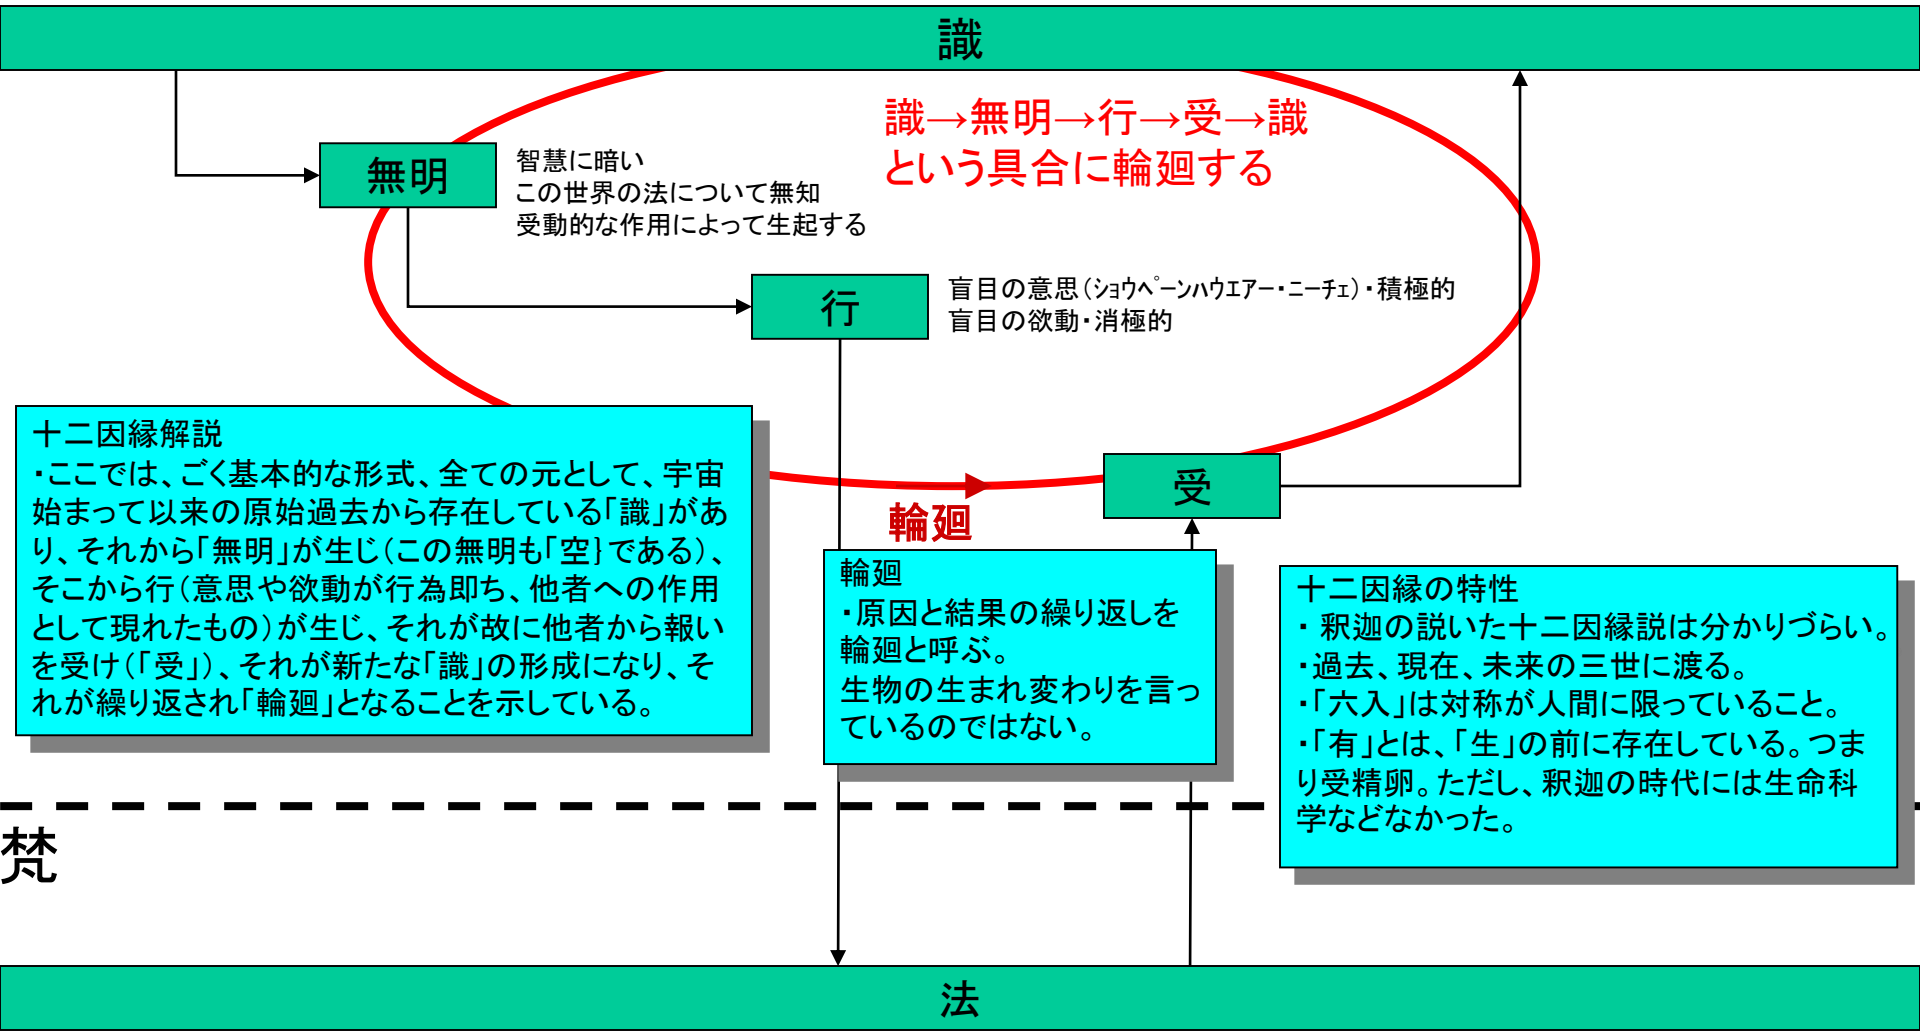 識
識→無明→行→受→識
という具合に輪廻する
無明
智慧に暗い
この世界の法について無知
受動的な作用によって生起する
行
盲目の意思(ｼｮｳﾍﾟｰﾝﾊｳｴｱｰ・ﾆｰﾁｪ)・積極的
盲目の欲動・消極的
十二因縁解説
・ここでは、ごく基本的な形式、全ての元として、宇宙
始まって以来の原始過去から存在している「識」があ
り、それから「無明」が生じ(この無明も「空}である)、
そこから行(意思や欲動が行為即ち、他者への作用
として現れたもの)が生じ、それが故に他者から報い
を受け(「受」)、それが新たな「識」の形成になり、そ
れが繰り返され「輪廻」となることを示している。
受
輪廻
輪廻
・原因と結果の繰り返しを
輪廻と呼ぶ。
生物の生まれ変わりを言っ
ているのではない。
十二因縁の特性
・ 釈迦の説いた十二因縁説は分かりづらい。
・過去、現在、未来の三世に渡る。
・「六入」は対称が人間に限っていること。
・「有」とは、「生」の前に存在している。つま
り受精卵。ただし、釈迦の時代には生命科
学などなかった。
梵
法